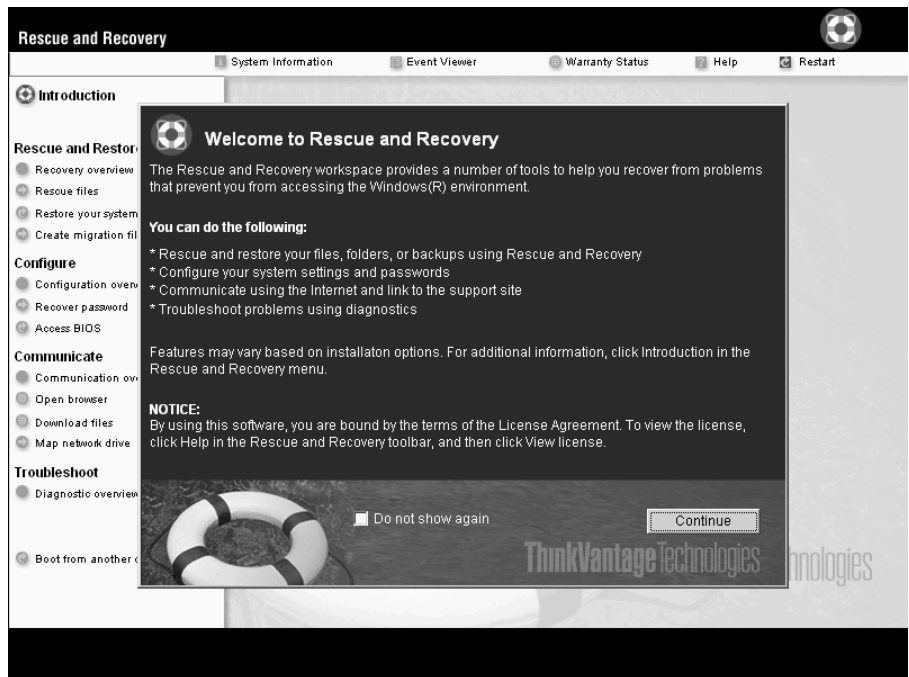 Rescue and Recovery
System Information
Event Viewer
Warranty Status
Help
Restart
Introduction
Rescue and Restor
Recovery overview
Rescue files
Restore your system
Create migration fil
Configure
Configuration overv
Recover password
Access BIOS
Communicate
Communication ov
Open browser
Download files
Map network drive
Troubleshoot
Diagnostic overview
Boot from another
Welcome to Rescue and Recovery
The Rescue and Recovery workspace provides a number of tools to help you recover from problems
that prevent you from accessing the Windows(R) environment.
You can do the following:
* Rescue and restore your files, folders, or backups using Rescue and Recovery
* Configure your system settings and passwords
* Communicate using the Internet and link to the support site
* Troubleshoot problems using diagnostics
Features may vary based on installaton options. For additional information, click Introduction in the
Rescue and Recovery menu.
NOTICE:
By using this software, you are bound by the terms of the License Agreement. To view the license,
click Help in the Rescue and Recovery toolbar, and then click View license.
Do not show again
Continue
ThinkVantage Technologies
hnologies